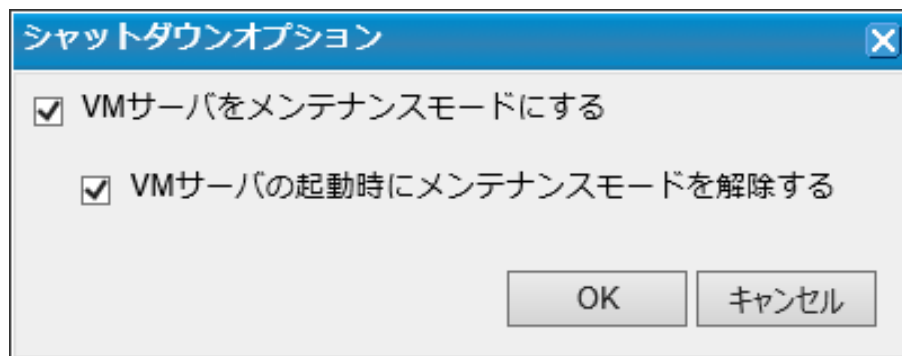 シャットダウンオプション
VMサーバをメンテナンスモードにする
VMサーバの起動時にメンテナンスモードを解除する
OK キャンセル